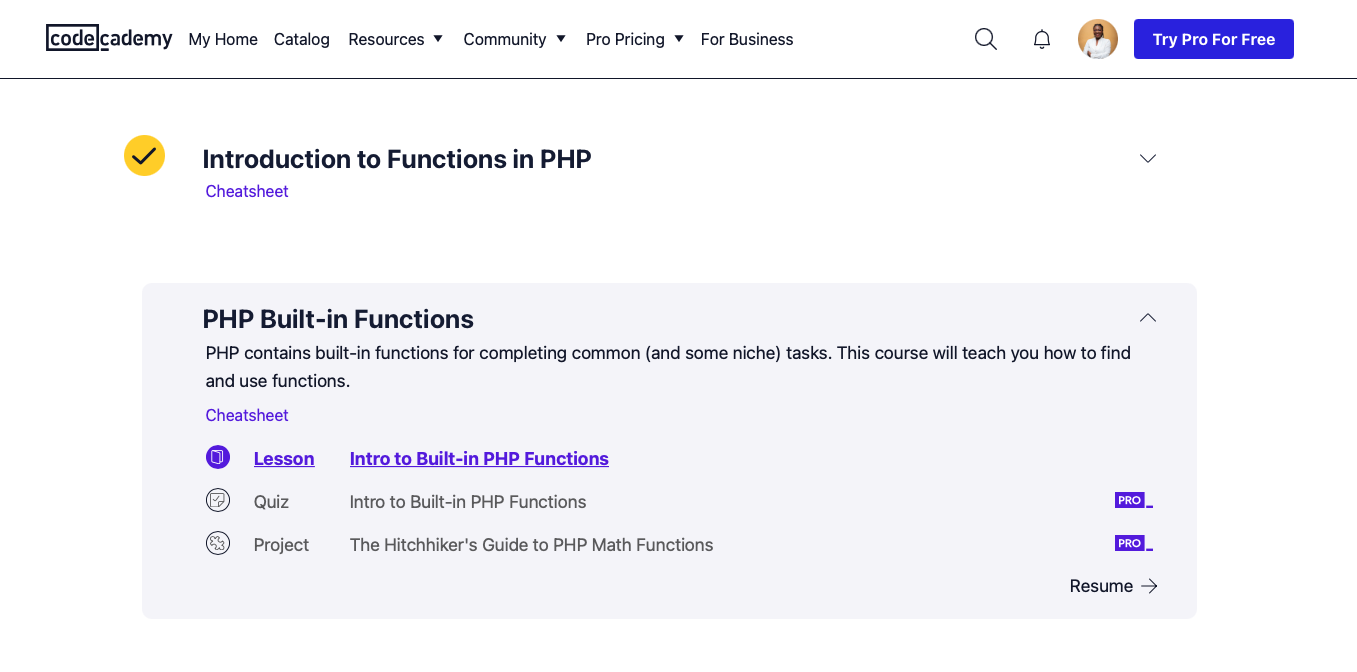 codecademy My Home Catalog Resources Community Pro Pricing For Business Try Pro For Free
Introduction to Functions in PHP
Cheatsheet
PHP Built-in Functions
PHP contains built-in functions for completing common (and some niche) tasks. This course will teach you how to find
and use functions.
Cheatsheet
Lesson Intro to Built-in PHP Functions
Quiz Intro to Built-in PHP Functions PRO
Project The Hitchhiker's Guide to PHP Math Functions PRO
Resume